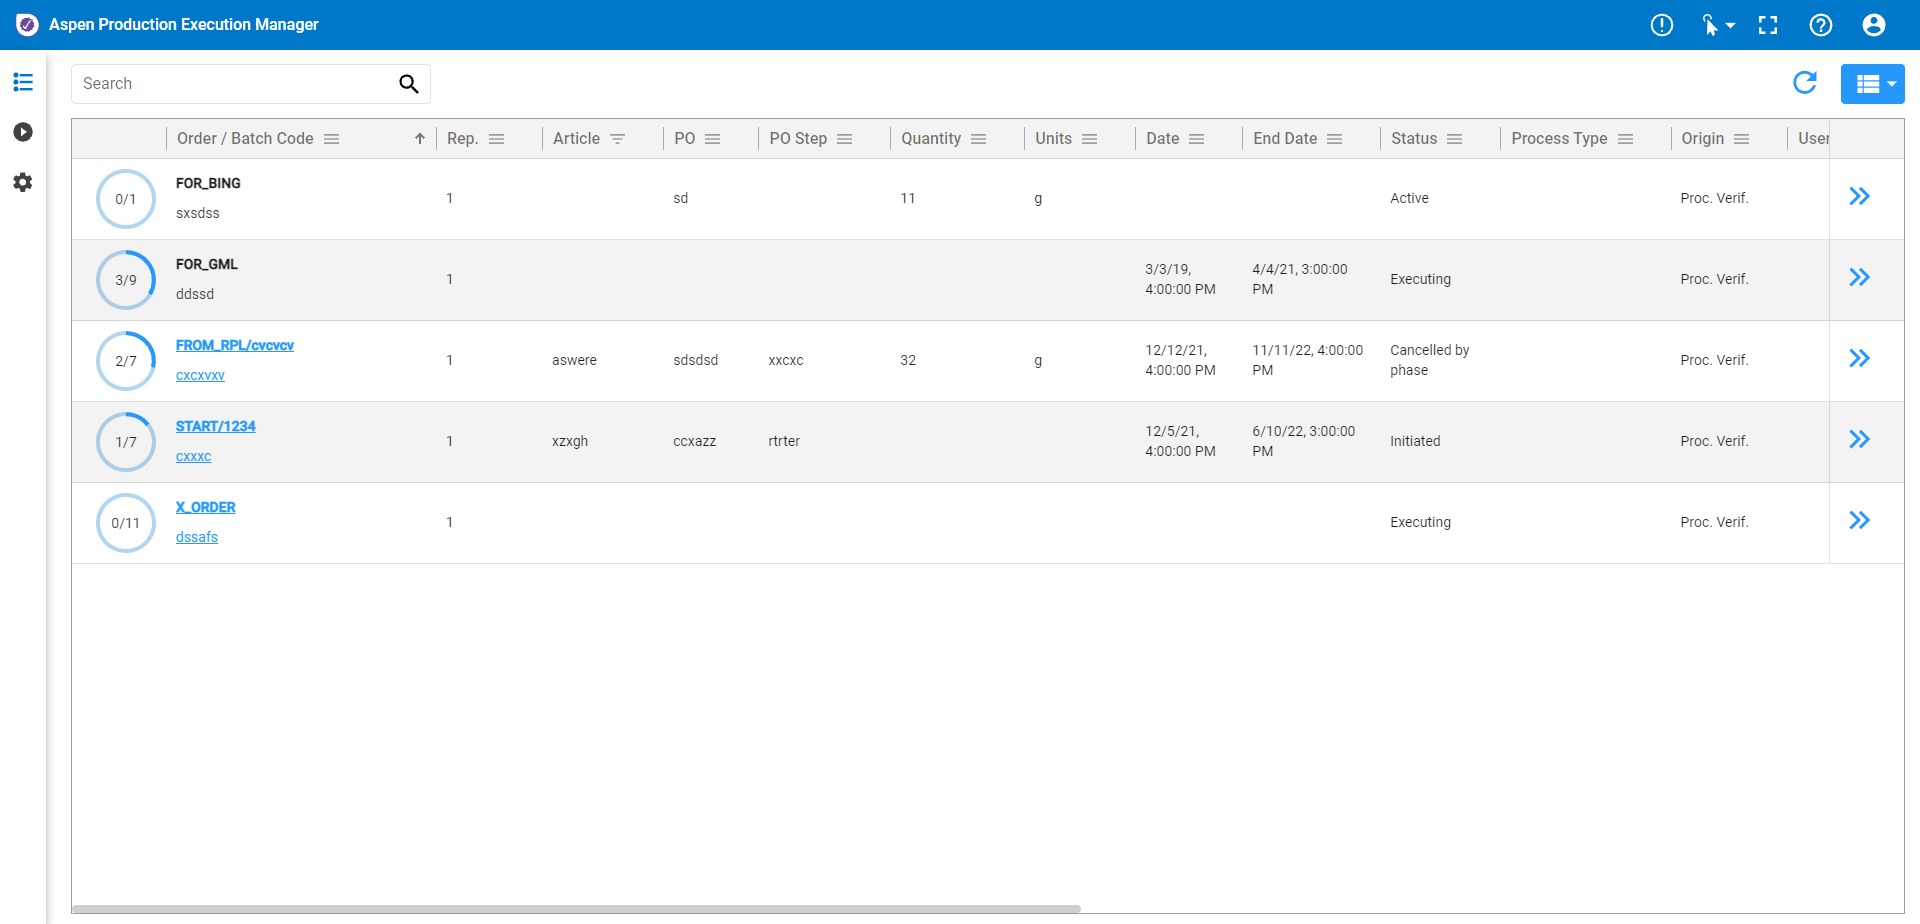 Aspen Production Execution Manager
Search
Order / Batch Code Rep. Article PO PO Step Quantity Units Date End Date Status Process Type Origin User
0/1 FOR_BING 1 sd 11 g Active Proc. Verif.
sxsdss
3/9 FOR_GML 1 3/3/19, 4/4/21, 3:00:00 Executing Proc. Verif.
ddssd 4:00:00 PM PM
2/7 FROM_RPL/cvcvcv 1 aswere sdsdsd xxcxc 32 g 12/12/21, 11/11/22, 4:00:00 Cancelled by Proc. Verif.
cxcxvxv 4:00:00 PM PM phase
1/7 START/1234 1 xzxgh ccxazz rtrter 12/5/21, 6/10/22, 3:00:00 Initiated Proc. Verif.
cxxxc 4:00:00 PM PM
0/11 X_ORDER 1 Executing Proc. Verif.
dssafs